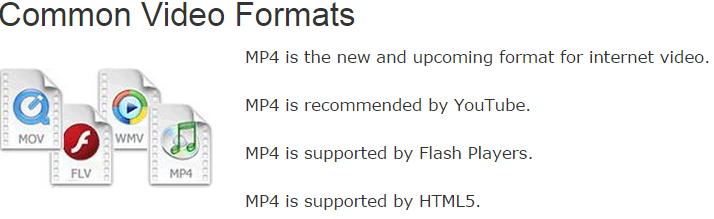 Common Video Formats
MP4 is the new and upcoming format for internet video.
MP4 is recommended by YouTube.
MP4 is supported by Flash Players.
MP4 is supported by HTML5.
MOV
FLV
WMV
MP4